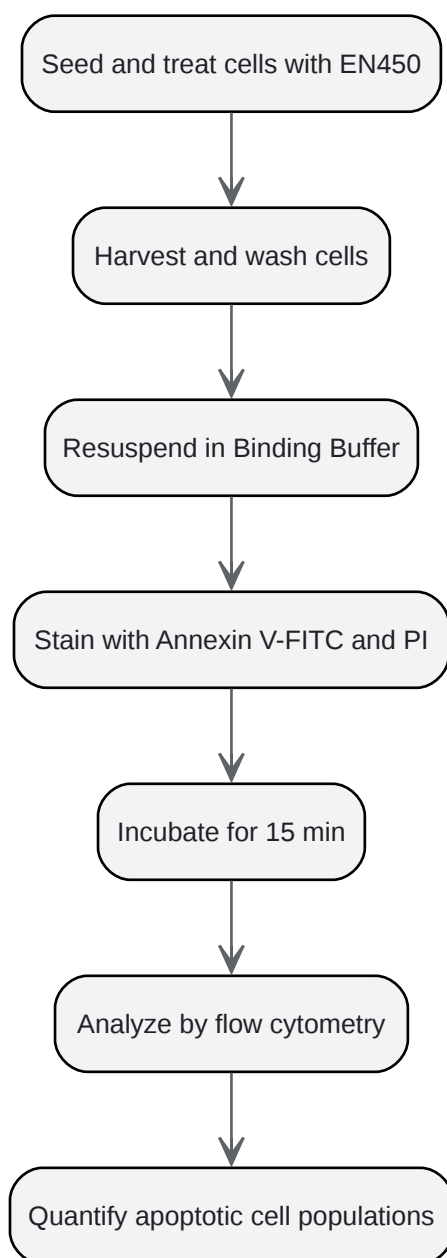 Seed and treat cells with EN450
Harvest and wash cells
Resuspend in Binding Buffer
Stain with Annexin V-FITC and PI
Incubate for 15 min
Analyze by flow cytometry
Quantify apoptotic cell populations